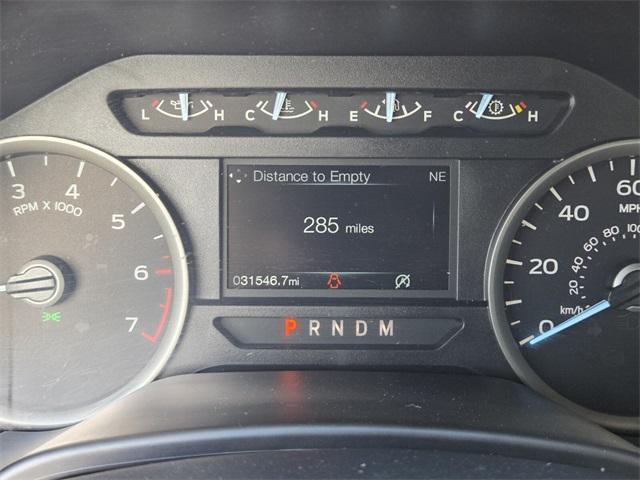 L H C H E F C H
Distance to Empty NE
285 miles
031546.7mi
P R N D M
3 4 5 6 7
RPM X 1000
0 20 40 60
MPH
20 40 60 80 100
km/h